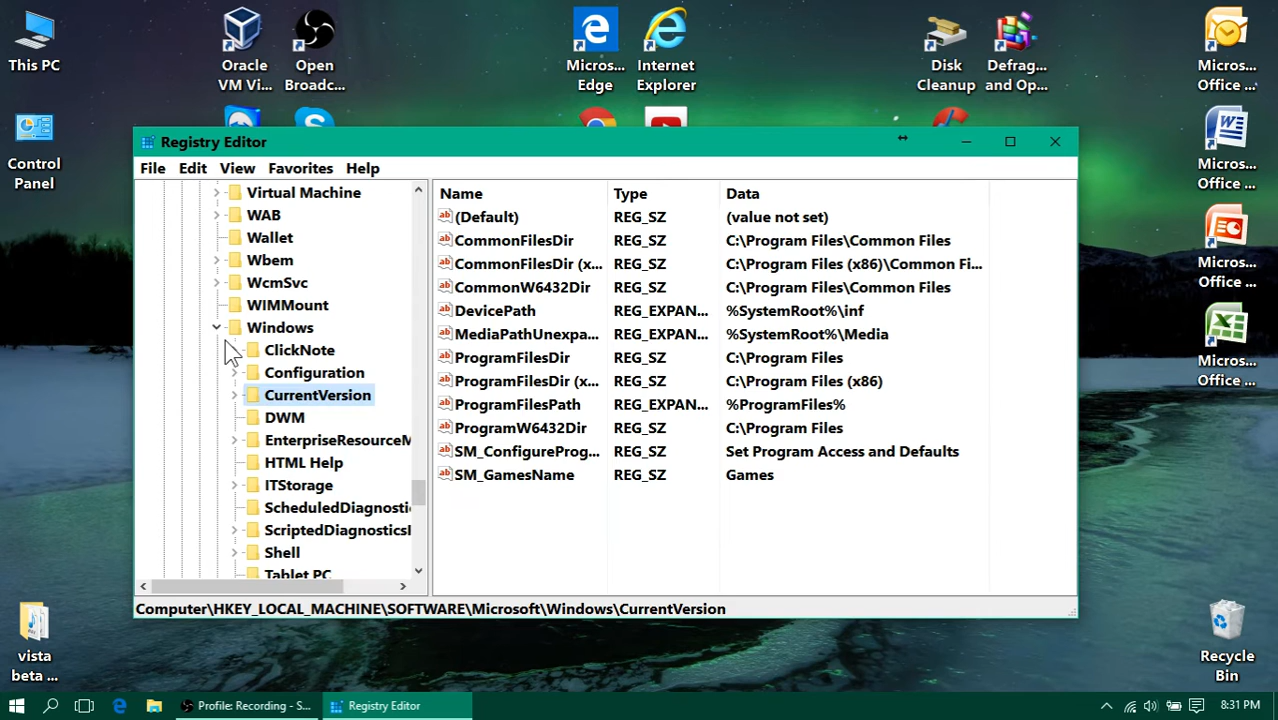 This PC
Oracle
VM Vi...
Open
Broadc...
Micros...
Edge
Internet
Explorer
Disk
Cleanup
Defrag...
and Op...
Micros...
Office
Control
Panel
Micros...
Office ...
Micros...
Office ...
Micros...
Office ...
Registry Editor
File Edit View Favorites Help
Virtual Machine
WAB
Wallet
Wbem
WcmSvc
WIMMount
Windows
ClickNote
Configuration
CurrentVersion
DWM
EnterpriseResourceM
HTML Help
ITStorage
ScheduledDiagnosti
ScriptedDiagnostics
Shell
Tablet PC
Name Type Data
(Default) REG_SZ (value not set)
CommonFilesDir REG_SZ C:\Program Files\Common Files
CommonFilesDir (x... REG_SZ C:\Program Files (x86)\Common Fi...
CommonW6432Dir REG_SZ C:\Program Files\Common Files
DevicePath REG_EXPAN... %SystemRoot%\inf
MediaPathUnexpa... REG_EXPAN... %SystemRoot%\Media
ProgramFilesDir REG_SZ C:\Program Files
ProgramFilesDir (x... REG_SZ C:\Program Files (x86)
ProgramFilesPath REG_EXPAN... %ProgramFiles%
ProgramW6432Dir REG_SZ C:\Program Files
SM_ConfigureProg... REG_SZ Set Program Access and Defaults
SM_GamesName REG_SZ Games
Computer\HKEY_LOCAL_MACHINE\SOFTWARE\Microsoft\Windows\CurrentVersion
vista
beta ...
Recycle
Bin
Profile: Recording - S...
Registry Editor
8:31 PM